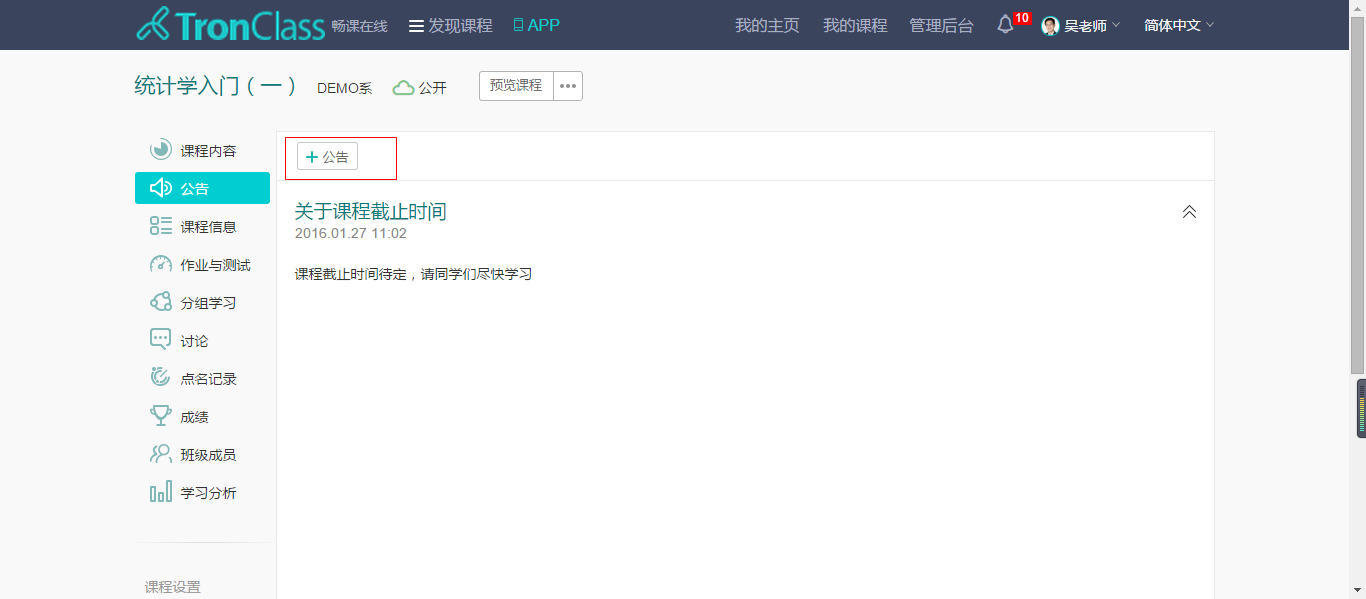 TronClass 畅课在线 发现课程 APP 我的主页 我的课程 管理后台 10 吴老师 简体中文
统计学入门（一） DEMO系 公开 预览课程
课程内容
+ 公告
公告
关于课程截止时间
2016.01.27 11:02
课程信息
作业与测试
课程截止时间待定，请同学们尽快学习
分组学习
讨论
点名记录
成绩
班级成员
学习分析
课程设置